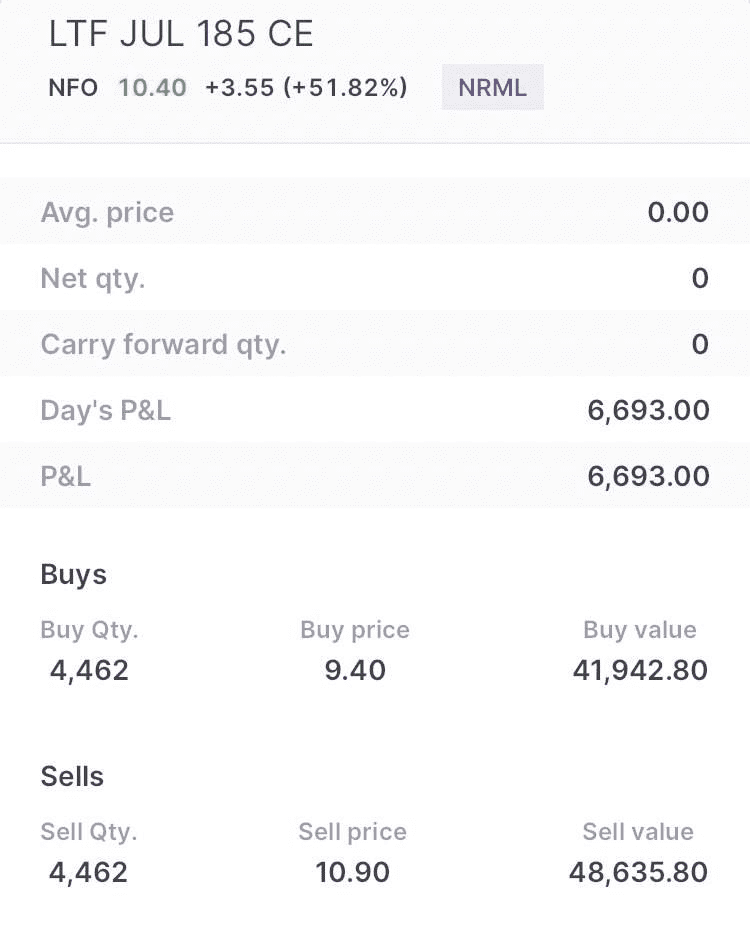 LTF JUL 185 CE
NFO 10.40 +3.55 (+51.82%) NRML
Avg. price 0.00
Net qty. 0
Carry forward qty. 0
Day's P&L 6,693.00
P&L 6,693.00
Buys
Buy Qty. Buy price Buy value
4,462 9.40 41,942.80
Sells
Sell Qty. Sell price Sell value
4,462 10.90 48,635.80